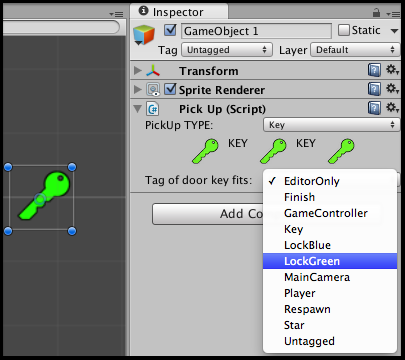 Inspector
GameObject 1 Static
Tag Untagged Layer Default
Transform
Sprite Renderer
Pick Up (Script)
PickUp TYPE: Key
KEY KEY
Tag of door key fits:
✓ EditorOnly
Finish
GameController
Key
LockBlue
LockGreen
MainCamera
Player
Respawn
Star
Untagged
Add Co